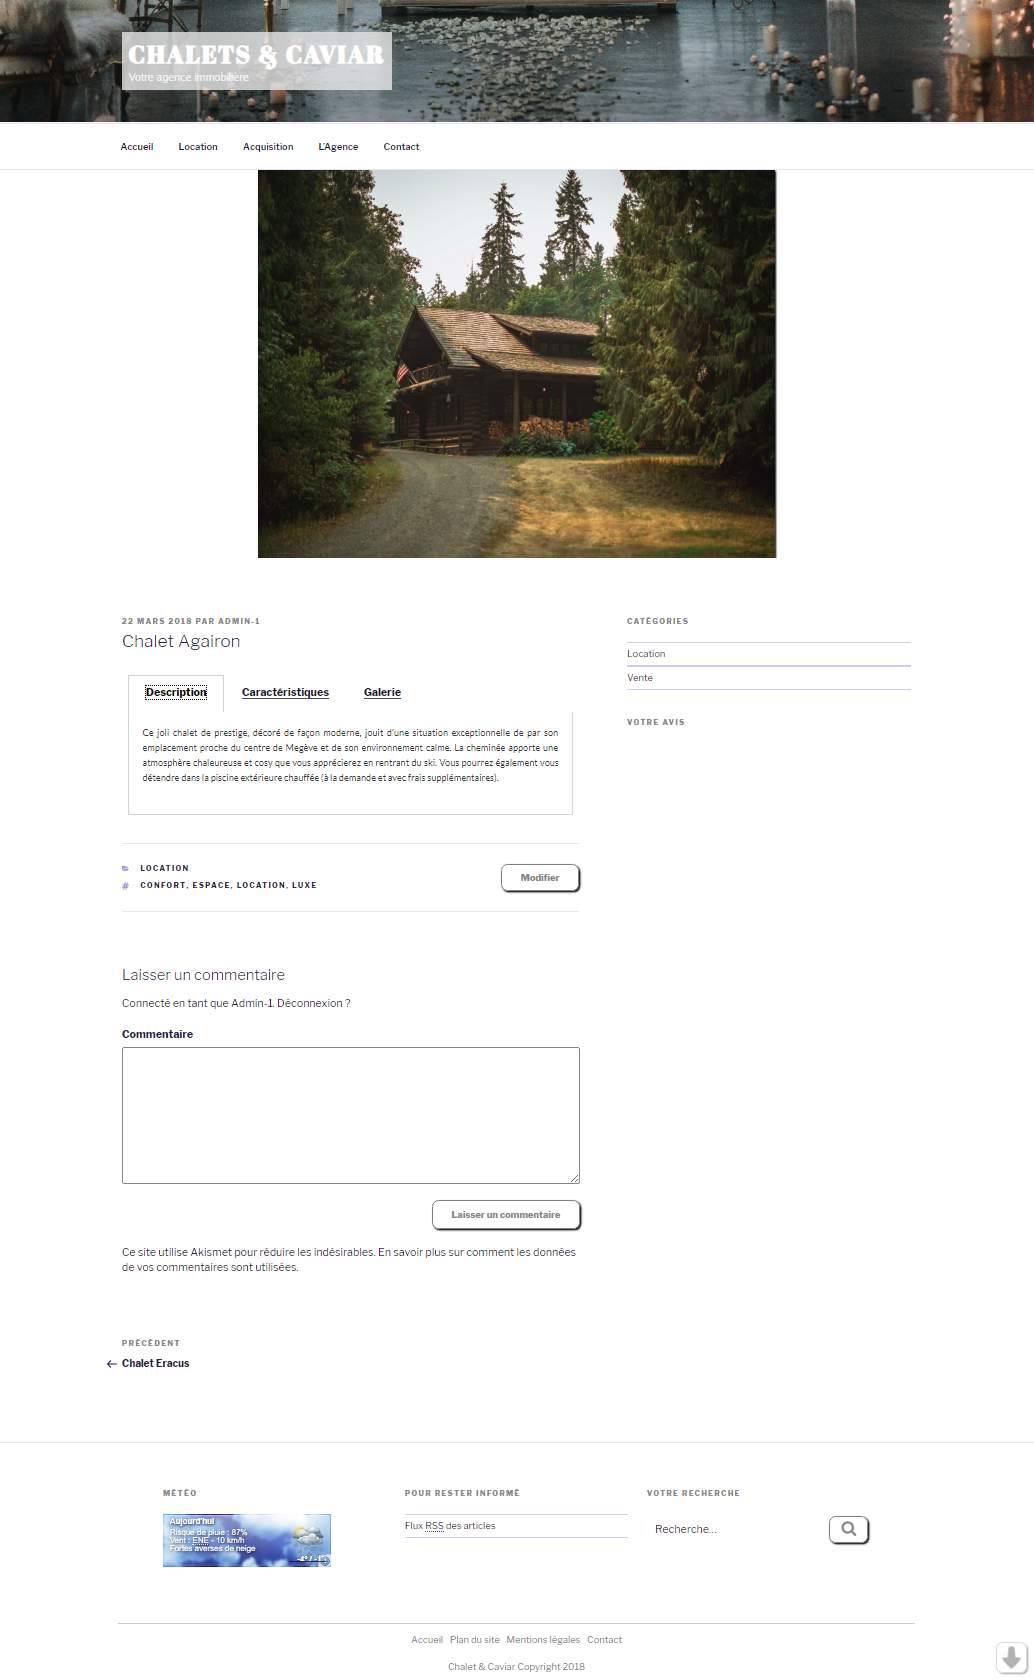 CHALETS & CAVIAR
Votre agence immobilière
Accueil Location Acquisition L'Agence Contact
22 MARS 2018 PAR ADMIN-1
Chalet Agairon
Description Caractéristiques Galerie
Ce joli chalet de prestige, décoré de façon moderne, jouit d'une situation exceptionnelle de par son
emplacement proche du centre de Megève et de son environnement calme. La cheminée apporte une
atmosphère chaleureuse et cosy que vous apprécierez en rentrant du ski. Vous pourrez également vous
détendre dans la piscine extérieure chauffée (à la demande et avec frais supplémentaires).
LOCATION
# CONFORT, ESPACE, LOCATION, LUXE
Modifier
CATÉGORIES
Location
Vente
VOTRE AVIS
Laisser un commentaire
Connecté en tant que Admin-1. Déconnexion ?
Commentaire
Laisser un commentaire
Ce site utilise Akismet pour réduire les indésirables. En savoir plus sur comment les données
de vos commentaires sont utilisées.
PRÉCÉDENT
← Chalet Eracus
MÉTÉO
Aujourd'hui
Risque de pluie : 87%
Vent : ENE - 10 km/h
Fortes averses de neige
POUR RESTER INFORMÉ
Flux RSS des articles
VOTRE RECHERCHE
Recherche...
Accueil Plan du site Mentions légales Contact
Chalet & Caviar Copyright 2018